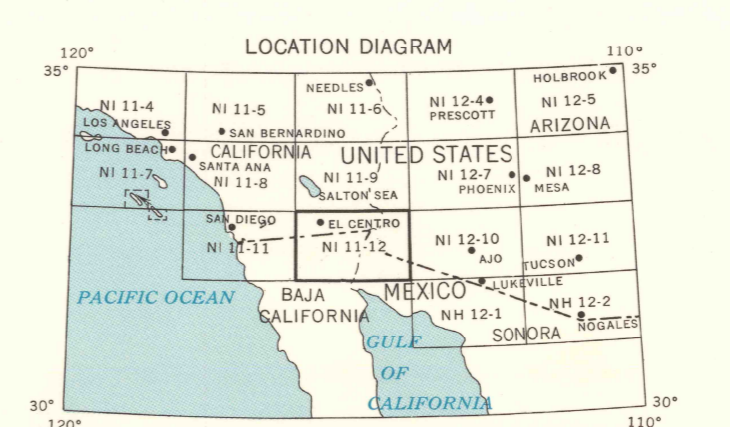 LOCATION DIAGRAM
120°
110°
35°
35°
NEEDLES
HOLBROOK
NI 11-4
NI 11-5
NI 11-6
NI 12-4
PRESCOTT
NI 12-5
ARIZONA
LOS ANGELES
SAN BERNARDINO
LONG BEACH
CALIFORNIA
UNITED STATES
SANTA ANA
NI 11-7
NI 11-8
NI 11-9
SALTON SEA
NI 12-7
PHOENIX
NI 12-8
MESA
SAN DIEGO
EL CENTRO
NI 11-11
NI 11-12
NI 12-10
AJO
NI 12-11
TUCSON
LUKEVILLE
PACIFIC OCEAN
BAJA
CALIFORNIA
MEXICO
NH 12-1
NH 12-2
NOGALES
SONORA
GULF
OF
CALIFORNIA
30°
30°
120°
110°